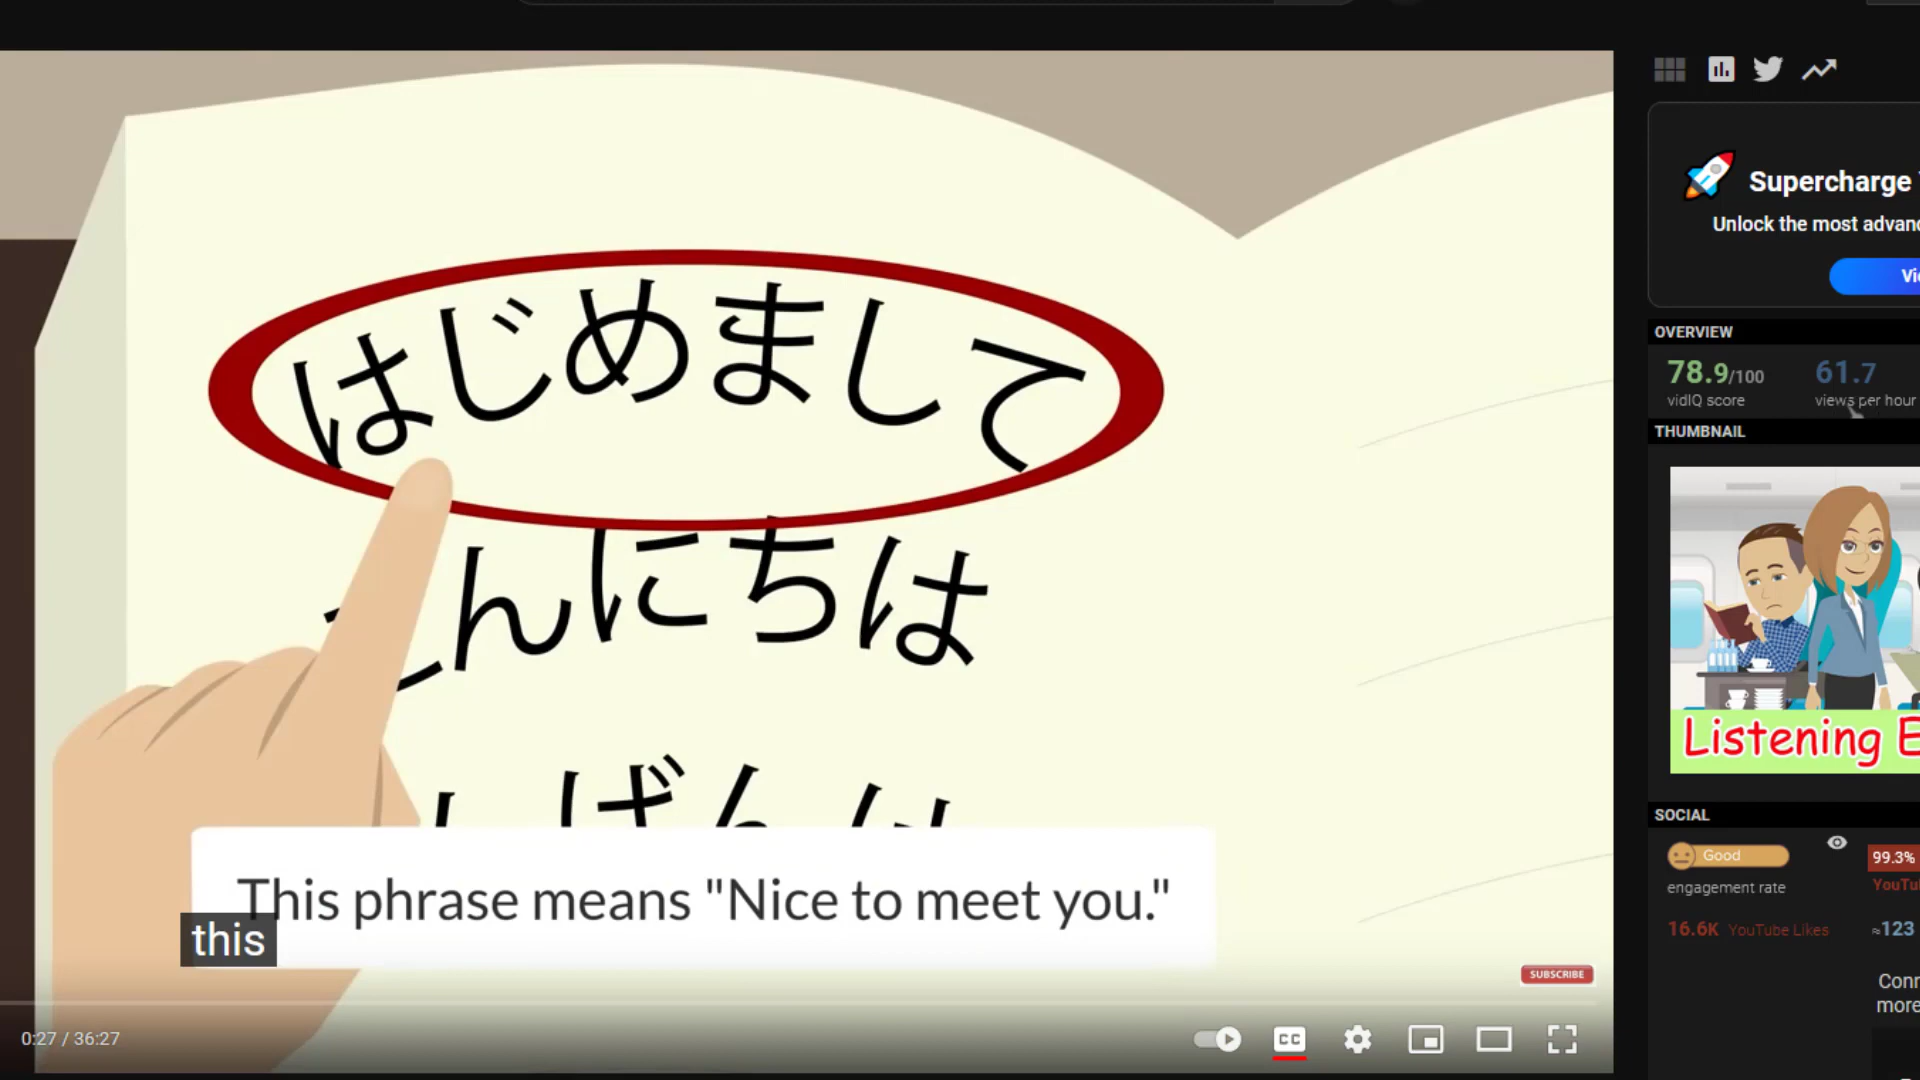 はじめまして
んにちは
This phrase means "Nice to meet you."
this
SUBSCRIBE
0:27 / 36:27
CC
Supercharge
Unlock the most
OVERVIEW
78.9/100
vidIQ score
61.7
views per hour
THUMBNAIL
Listening
SOCIAL
Good
engagement rate
99.3%
16.6K YouTube Likes
≈123
more